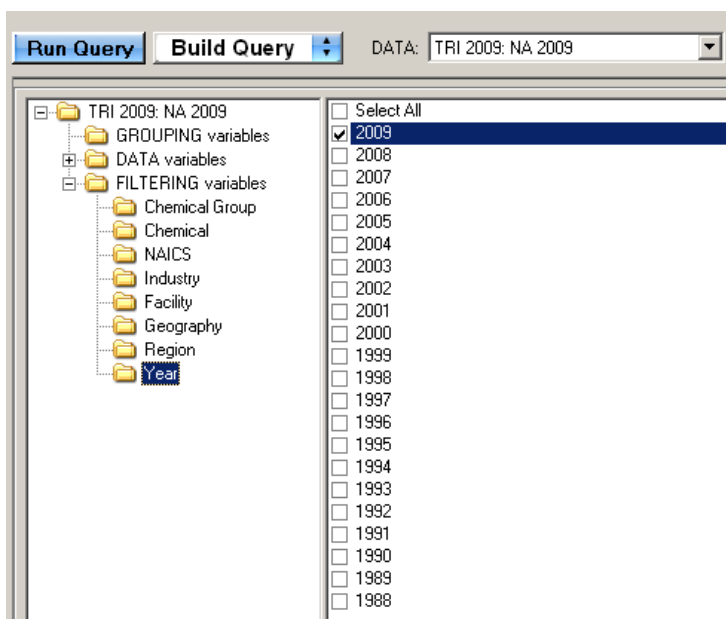 Run Query Build Query DATA: TRI 2009: NA 2009
TRI 2009: NA 2009
GROUPING variables
DATA variables
FILTERING variables
Chemical Group
Chemical
NAICS
Industry
Facility
Geography
Region
Year
Select All
2009
2008
2007
2006
2005
2004
2003
2002
2001
2000
1999
1998
1997
1996
1995
1994
1993
1992
1991
1990
1989
1988